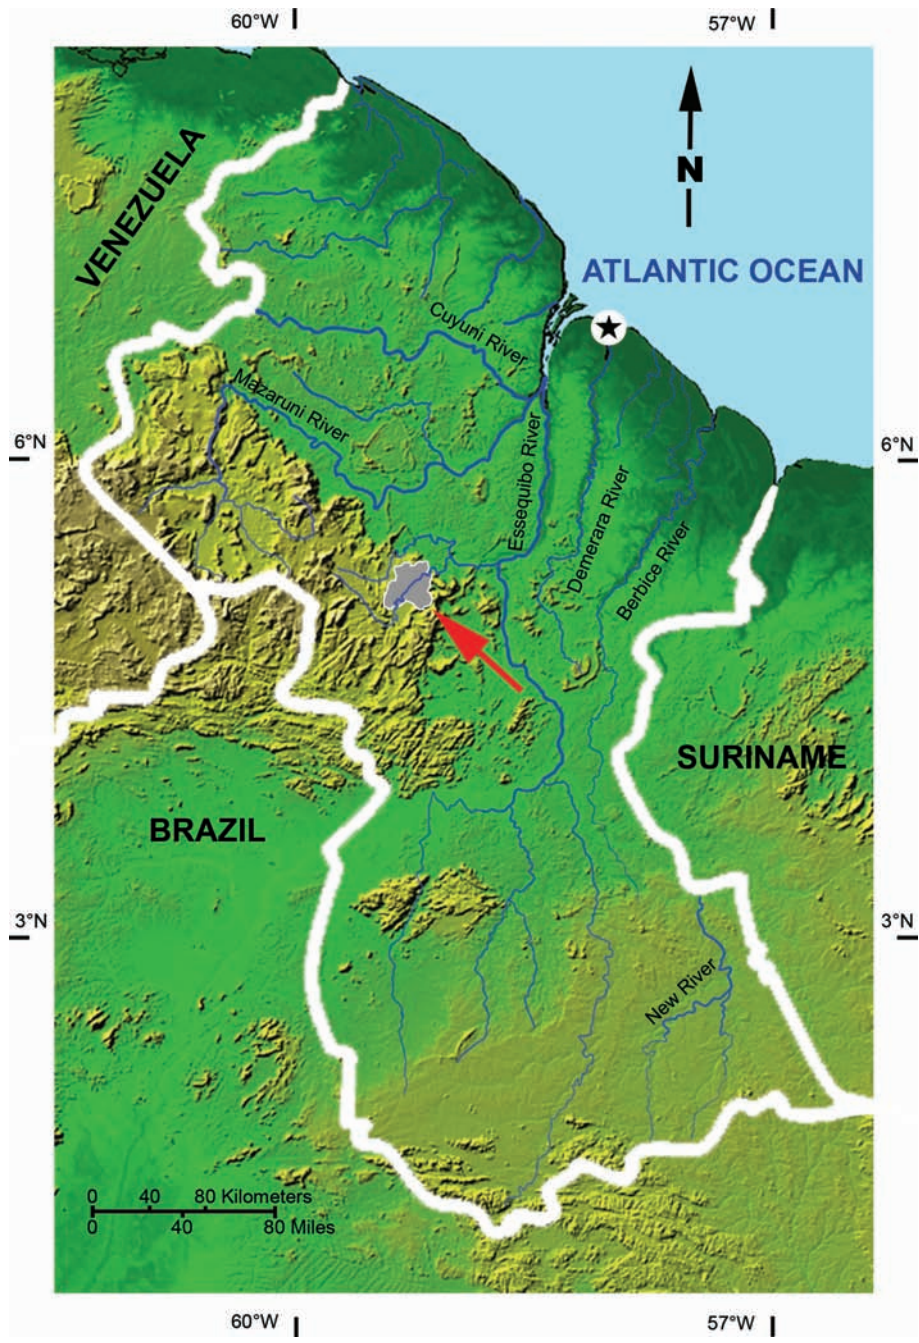 60°W
57°W
VENEZUELA
N
ATLANTIC OCEAN
Cuyuni River
Mazaruni River
6°N
6°N
Essequibo River
Demerara River
Berbice River
SURINAME
BRAZIL
3°N
3°N
New River
0 40 80 Kilometers
0 40 80 Miles
60°W
57°W